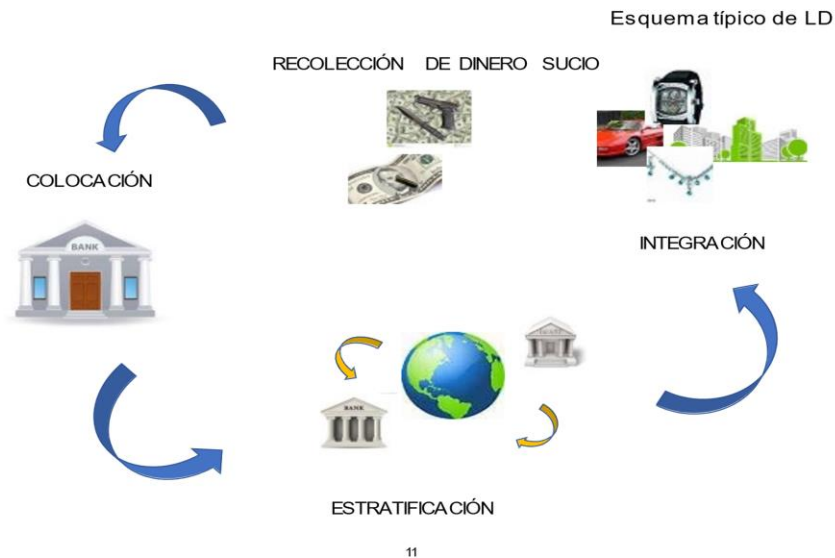 Esquema típico de LD
RECOLECCIÓN DE DINERO SUCIO
COLOCACIÓN
BANK
INTEGRACIÓN
BANK
ESTRATIFICACIÓN
11